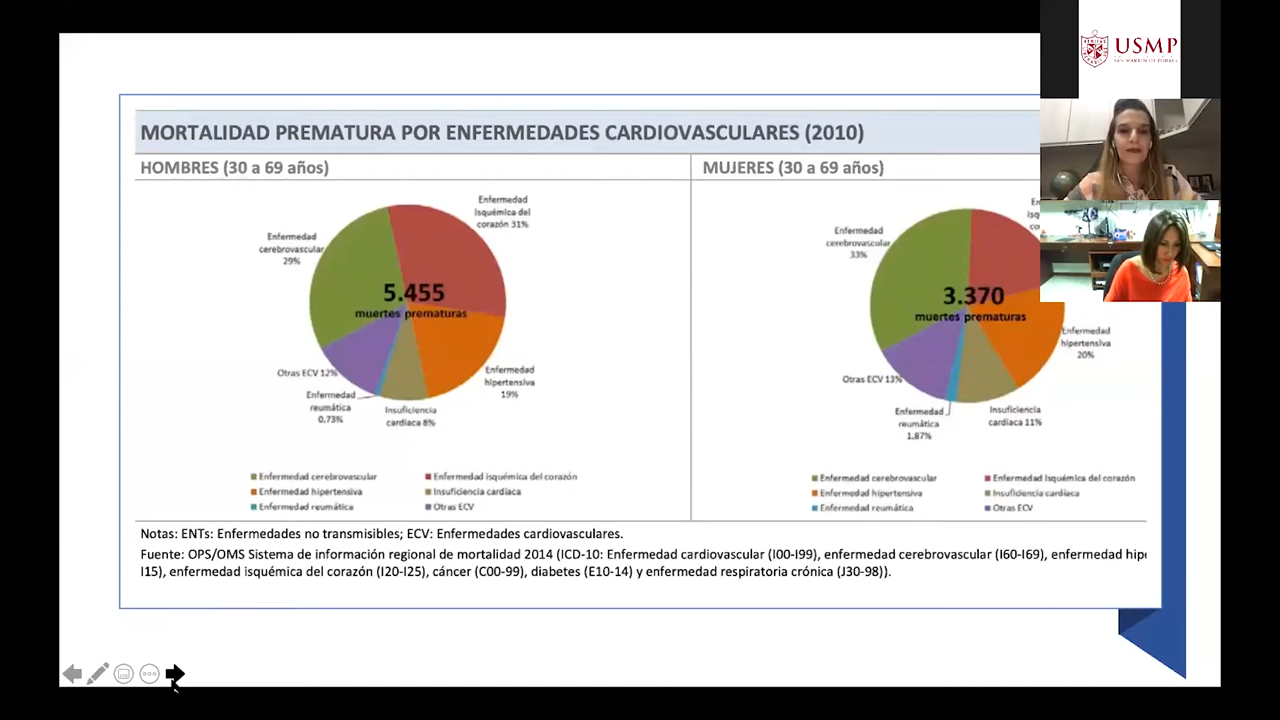 USMP
SAN MARTIN DE PORRES
MORTALIDAD PREMATURA POR ENFERMEDADES CARDIOVASCULARES (2010)
HOMBRES (30 a 69 años)
Enfermedad
isquémica del
corazón 31%
Enfermedad
cerebrovascular
29%
5.455
muertes prematuras
Otras ECV 12%
Enfermedad
hipertensiva
19%
Enfermedad
reumática
0,73%
Insuficiencia
cardíaca 8%
Enfermedad cerebrovascular
Enfermedad isquémica del corazón
Enfermedad hipertensiva
Insuficiencia cardíaca
Enfermedad reumática
Otras ECV
MUJERES (30 a 69 años)
Enfermedad
cerebrovascular
33%
3.370
muertes prematuras
Enfermedad
hipertensiva
20%
Otras ECV 13%
Enfermedad
reumática
1,87%
Insuficiencia
cardíaca 11%
Enfermedad cerebrovascular
Enfermedad isquémica del corazón
Enfermedad hipertensiva
Insuficiencia cardíaca
Enfermedad reumática
Otras ECV
Notas: ENTs: Enfermedades no transmisibles; ECV: Enfermedades cardiovasculares.
Fuente: OPS/OMS Sistema de información regional de mortalidad 2014 (ICD-10: Enfermedad cardiovascular (I00-I99), enfermedad cerebrovascular (I60-I69), enfermedad hip
I15), enfermedad isquémica del corazón (I20-I25), cáncer (C00-99), diabetes (E10-14) y enfermedad respiratoria crónica (J30-98)).